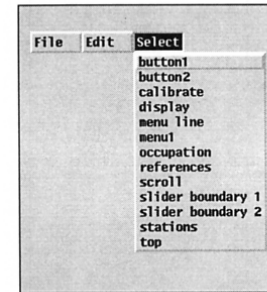 File Edit Select
button1
button2
calibrate
display
menu line
menu1
occupation
references
scroll
slider boundary 1
slider boundary 2
stations
top